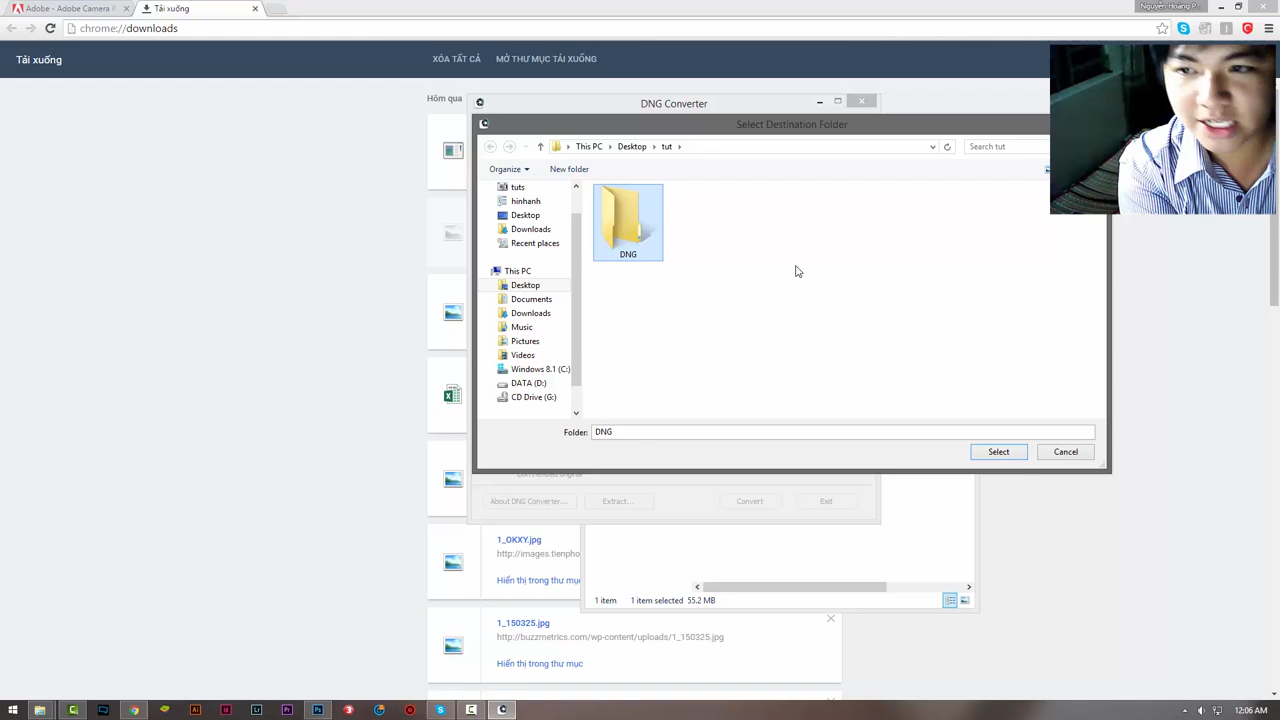 Adobe - Adobe Camera R
Tải xuống
Nguyễn Hoàng P...
chrome://downloads
Tải xuống
XÓA TẤT CẢ
MỞ THƯ MỤC TẢI XUỐNG
Hôm qua
DNG Converter
Select Destination Folder
This PC
Desktop
tut
Search tut
Organize
New folder
tuts
hinhanh
Desktop
Downloads
Recent places
This PC
Desktop
Documents
Downloads
Music
Pictures
Videos
Windows 8.1 (C:)
DATA (D:)
CD Drive (G:)
DNG
Folder:
DNG
Select
Cancel
About DNG Converter...
Extract...
Convert
Exit
1_OKXY.jpg
http://images.tienpho
Hiển thị trong thư mục
1 item
1 item selected 55.2 MB
1_150325.jpg
http://buzzmetrics.com/wp-content/uploads/1_150325.jpg
Hiển thị trong thư mục
12:06 AM